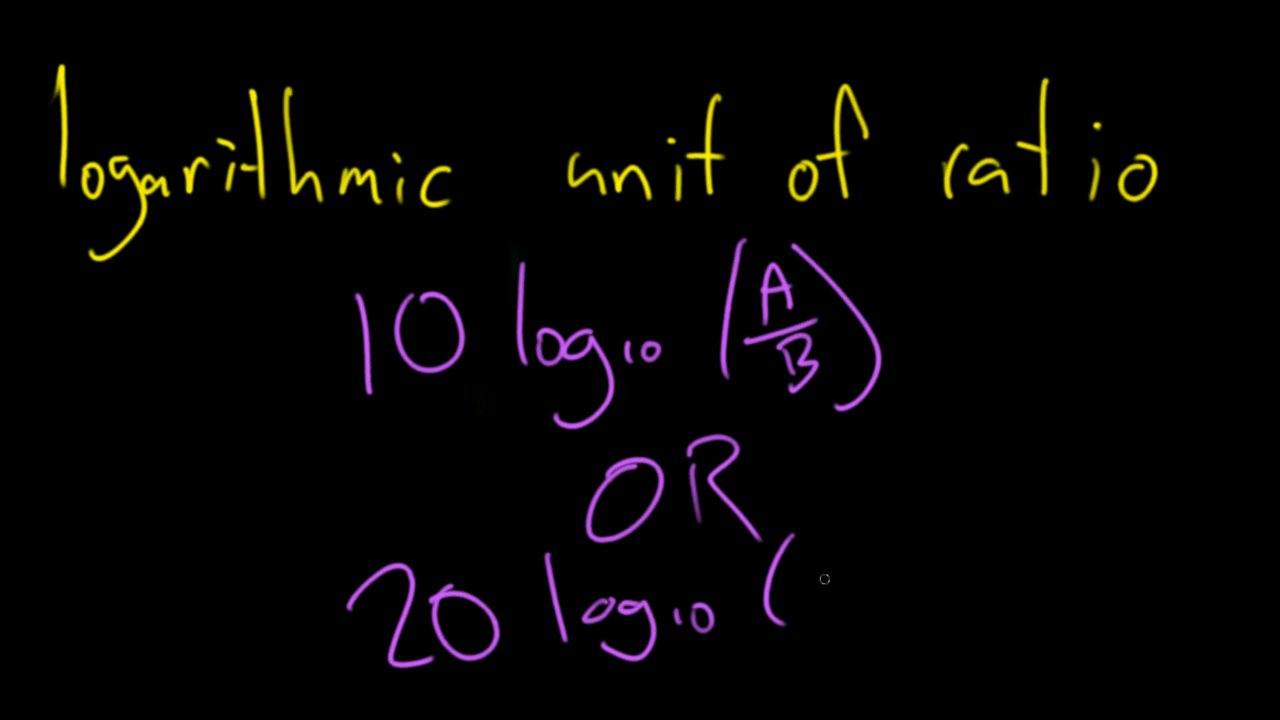 logarithmic unit of ratio
10 log₁₀ (A/B)
OR
20 log₁₀ (